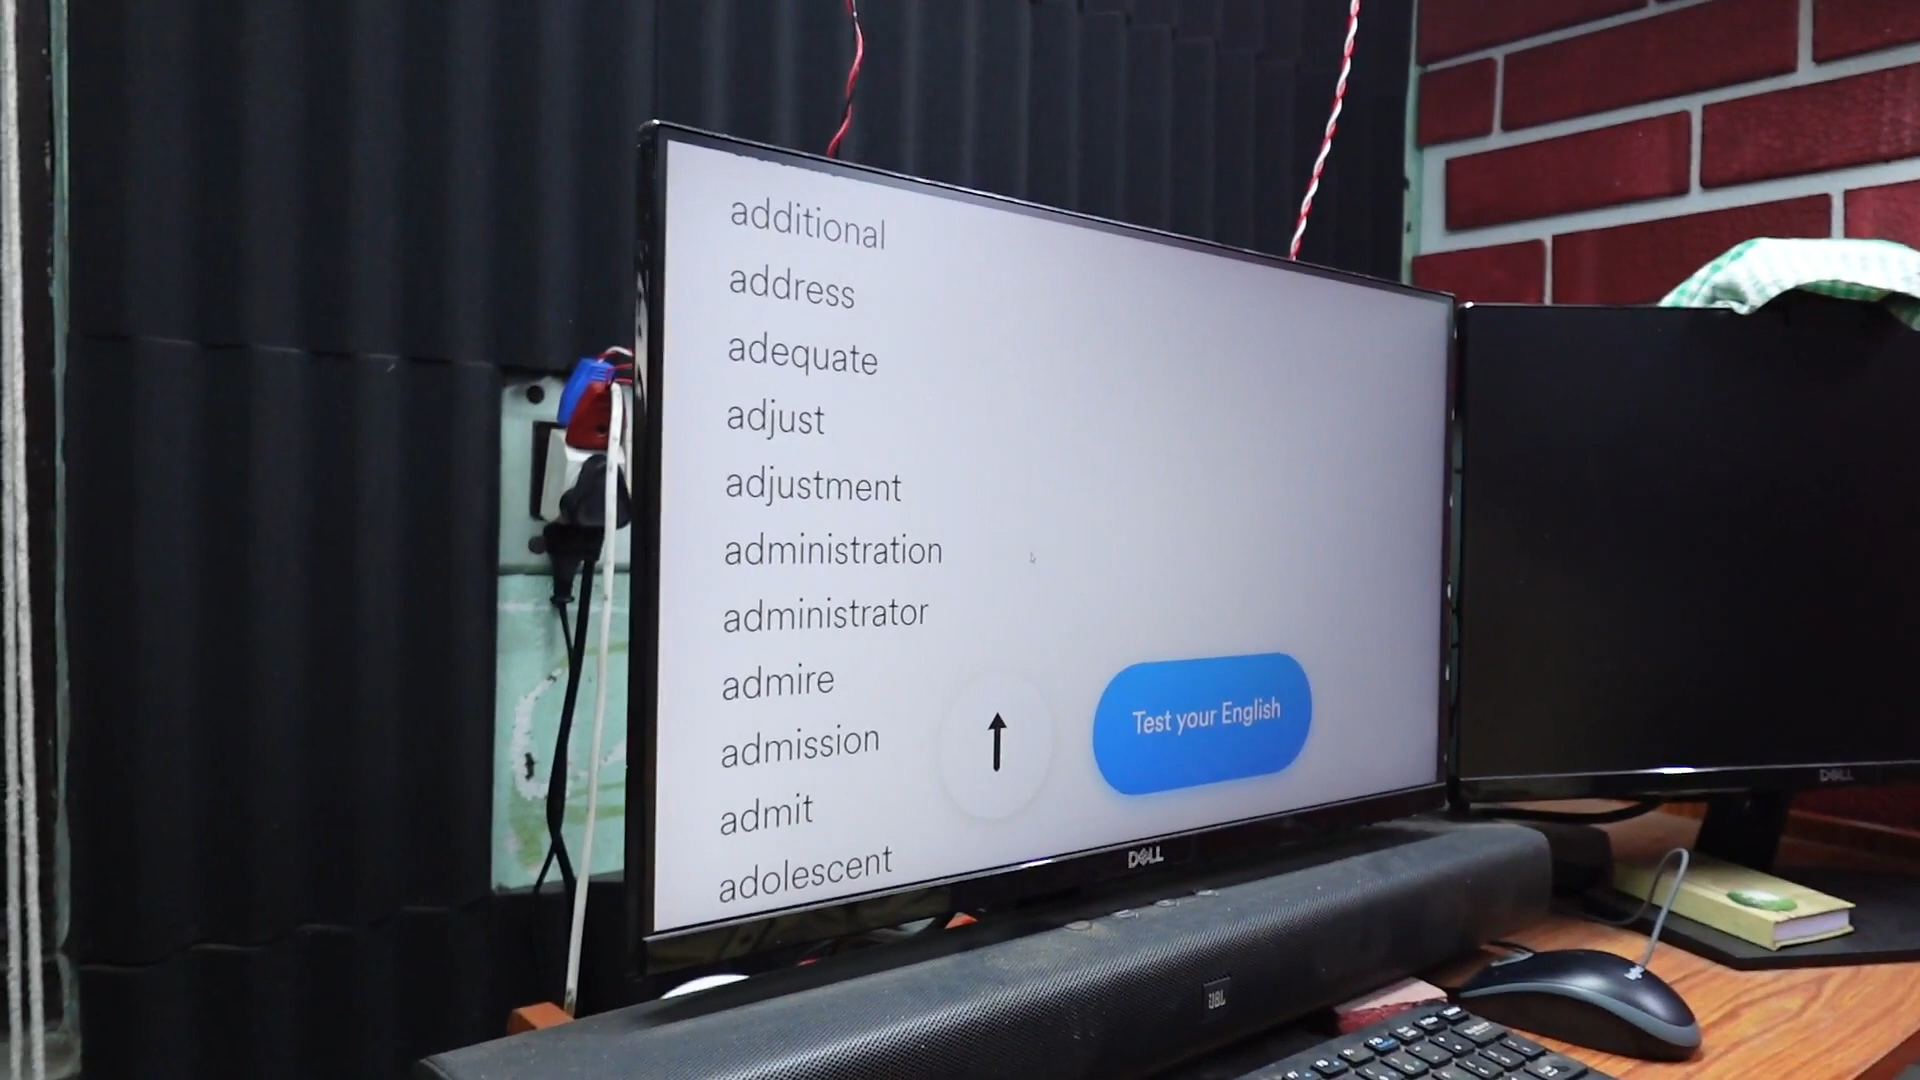 additional
address
adequate
adjust
adjustment
administration
administrator
admire
admission
admit
adolescent
Test your English
DELL
DELL
JBL